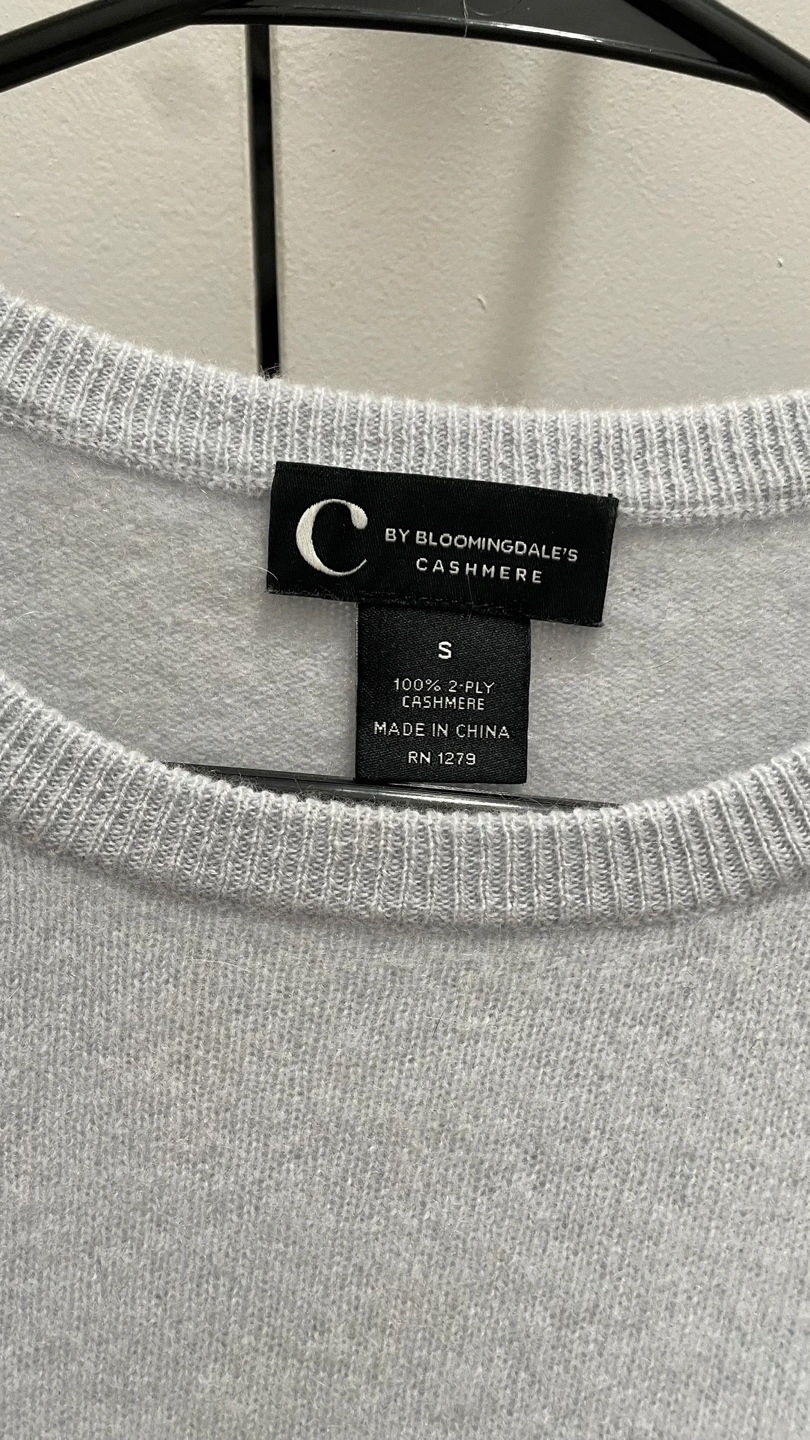 C
BY BLOOMINGDALE'S
CASHMERE
S
100% 2-PLY
CASHMERE
MADE IN CHINA
RN 1279